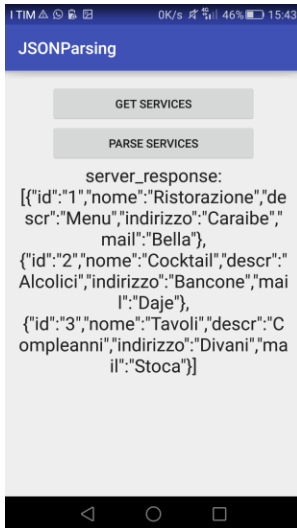 I TIM 0K/s 4G 46% 15:43
JSONParsing
GET SERVICES
PARSE SERVICES
server_response:
[{"id":"1","nome":"Ristorazione","de
scr":"Menu","indirizzo":"Caraibe","
mail":"Bella"},
{"id":"2","nome":"Cocktail","descr":"
Alcolici","indirizzo":"Bancone","mai
l":"Daje"},
{"id":"3","nome":"Tavoli","descr":"C
ompleanni","indirizzo":"Divani","ma
il":"Stoca"}]